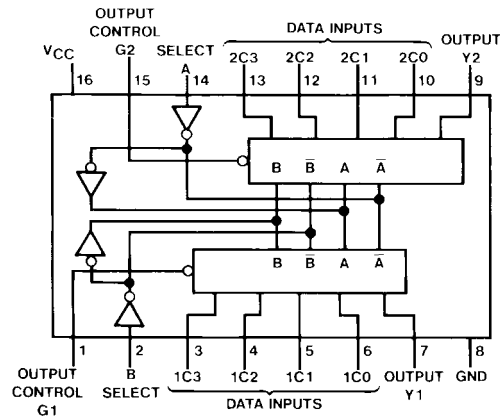 OUTPUT CONTROL G2
SELECT A
DATA INPUTS
OUTPUT Y2
VCC
2C3 2C2 2C1 2C0
16 15 14 13 12 11 10 9
B B̅ A A̅
B B̅ A A̅
1 2 3 4 5 6 7 8
OUTPUT CONTROL G1
B SELECT
1C3 1C2 1C1 1C0
DATA INPUTS
OUTPUT Y1
GND